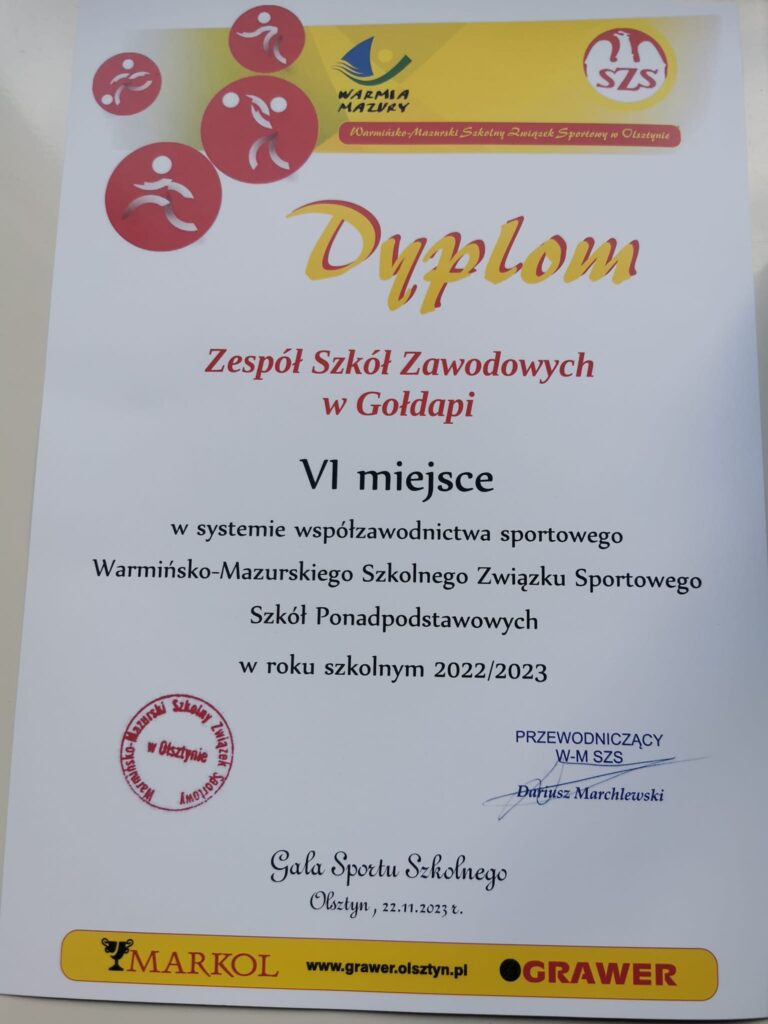 WARMIA
MAZURY
SZS
Warmińsko-Mazurski Szkolny Związek Sportowy w Olsztynie
Dyplom
Zespół Szkół Zawodowych
w Gołdapi
VI miejsce
w systemie współzawodnictwa sportowego
Warmińsko-Mazurskiego Szkolnego Związku Sportowego
Szkół Ponadpodstawowych
w roku szkolnym 2022/2023
Warmińsko-Mazurski Szkolny Związek Sportowy
w Olsztynie
PRZEWODNICZĄCY
W-M SZS
Dariusz Marchlewski
Gala Sportu Szkolnego
Olsztyn , 22.11.2023 r.
MARKOL www.grawer.olsztyn.pl GRAWER